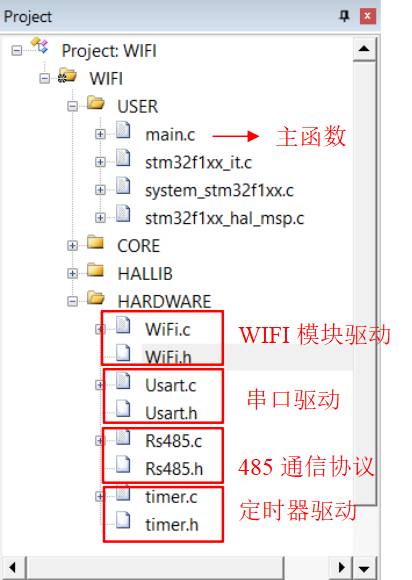 Project
Project: WIFI
WIFI
USER
main.c
主函数
stm32f1xx_it.c
system_stm32f1xx.c
stm32f1xx_hal_msp.c
CORE
HALLIB
HARDWARE
WiFi.c
WIFI 模块驱动
WiFi.h
Usart.c
串口驱动
Usart.h
Rs485.c
Rs485.h
485 通信协议
timer.c
定时器驱动
timer.h